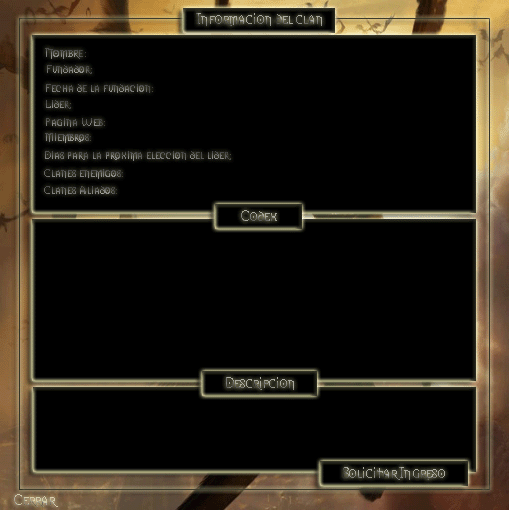 Informacion del clan
Nombre:
Fundador:
Fecha de la fundacion:
Lider:
Pagina Web:
Miembros:
Dias para la proxima eleccion del lider:
Clanes enemigos:
Clanes Aliados:
Codex
Descripcion
Solicitar Ingreso
Cerrar